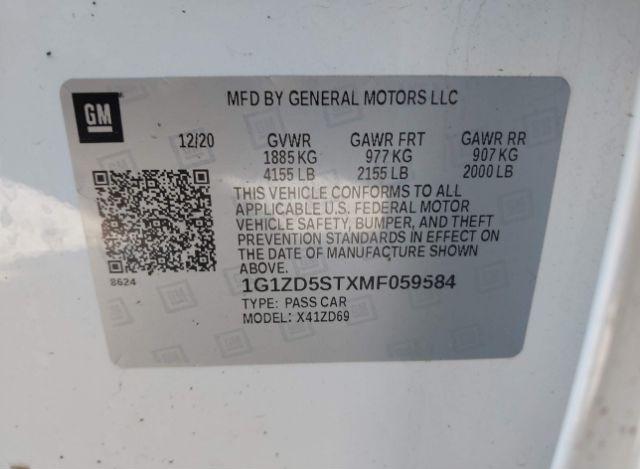 GM
MFD BY GENERAL MOTORS LLC
12/20 GVWR GAWR FRT GAWR RR
1885 KG 977 KG 907 KG
4155 LB 2155 LB 2000 LB
THIS VEHICLE CONFORMS TO ALL
APPLICABLE U.S. FEDERAL MOTOR
VEHICLE SAFETY, BUMPER, AND THEFT
PREVENTION STANDARDS IN EFFECT ON
THE DATE OF MANUFACTURE SHOWN
ABOVE.
8624
1G1ZD5STXMF059584
TYPE: PASS CAR
MODEL: X41ZD69